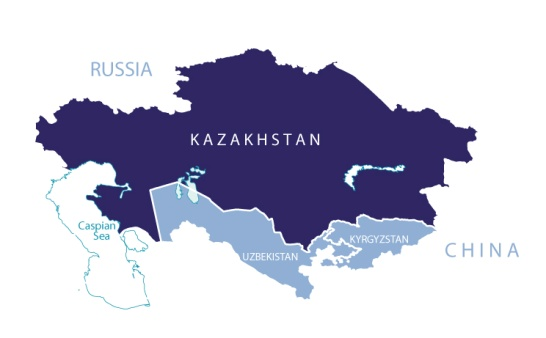 RUSSIA
KAZAKHSTAN
Caspian
Sea
KYRGYZSTAN
UZBEKISTAN
CHINA